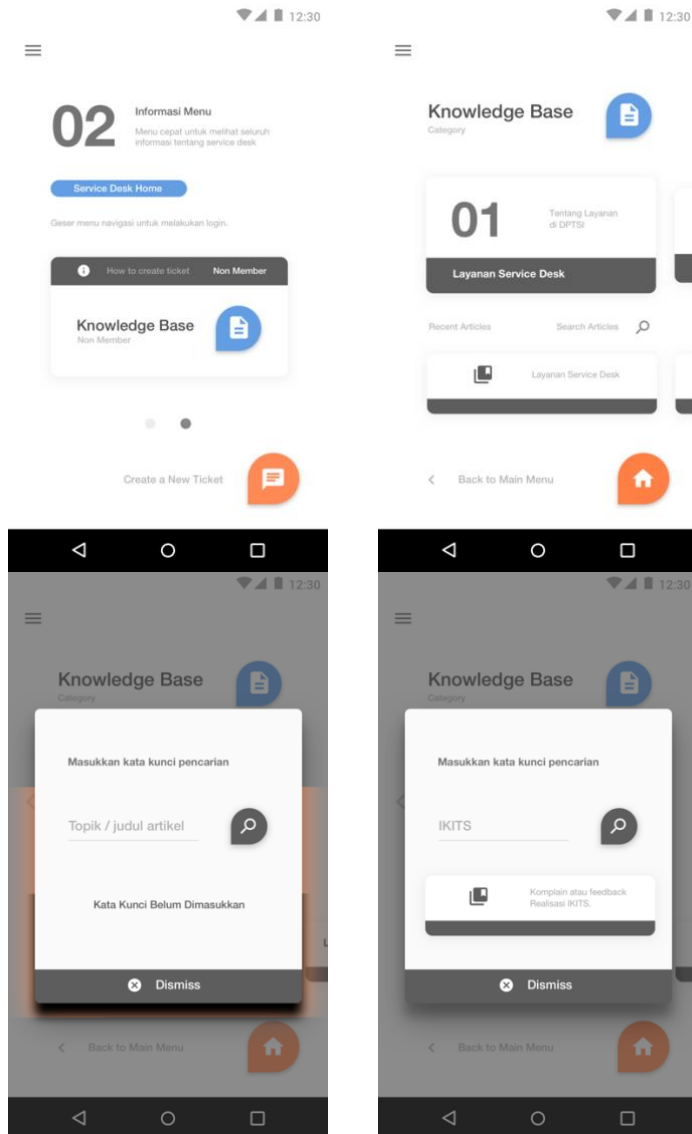 12:30
02
Informasi Menu
Menu cepat untuk melihat seluruh
informasi tentang service desk
Service Desk Home
Geser menu navigasi untuk melakukan login.
How to create ticket Non Member
Knowledge Base
Non Member
Create a New Ticket
12:30
Knowledge Base
Category
01
Tentang Layanan
di DPTSI
Layanan Service Desk
Recent Articles Search Articles
Layanan Service Desk
Back to Main Menu
12:30
Knowledge Base
Category
Masukkan kata kunci pencarian
Topik / judul artikel
Kata Kunci Belum Dimasukkan
L
Dismiss
Back to Main Menu
12:30
Knowledge Base
Category
Masukkan kata kunci pencarian
IKITS
Komplain atau feedback
Realisasi IKITS.
Dismiss
Back to Main Menu